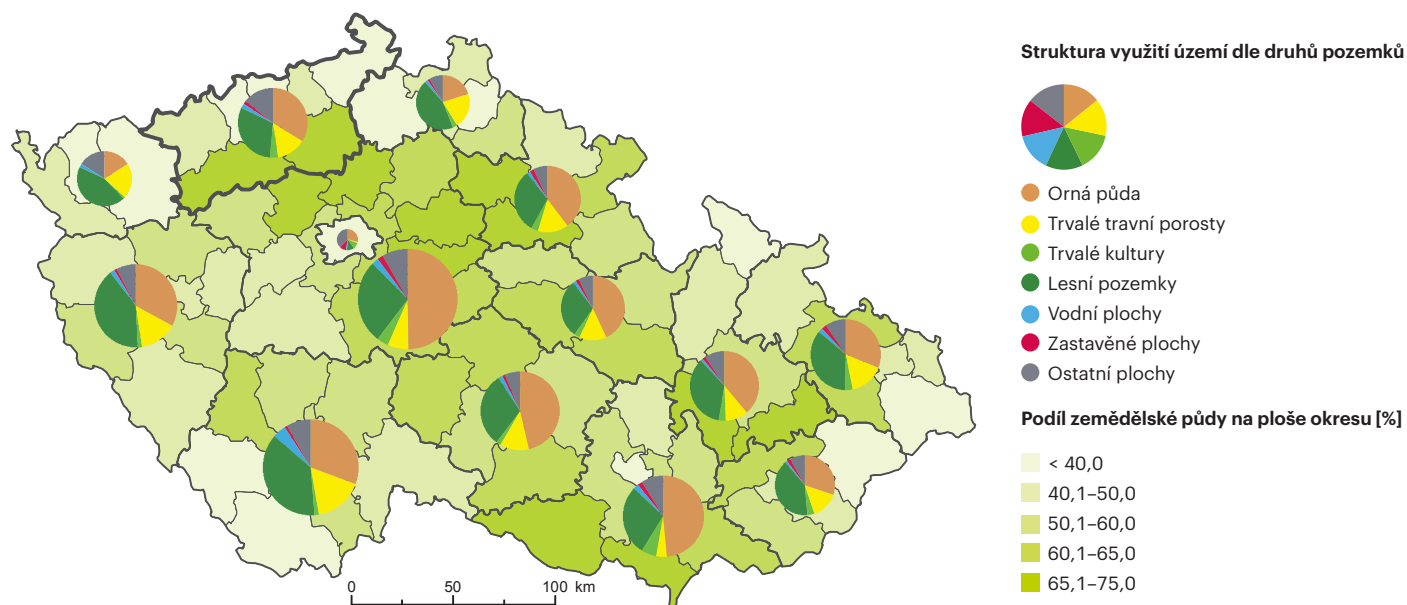 Struktura využití území dle druhů pozemků
Orná půda
Trvalé travní porosty
Trvalé kultury
Lesní pozemky
Vodní plochy
Zastavěné plochy
Ostatní plochy
Podíl zemědělské půdy na ploše okresu [%]
< 40,0
40,1–50,0
50,1–60,0
60,1–65,0
65,1–75,0
0 50 100 km